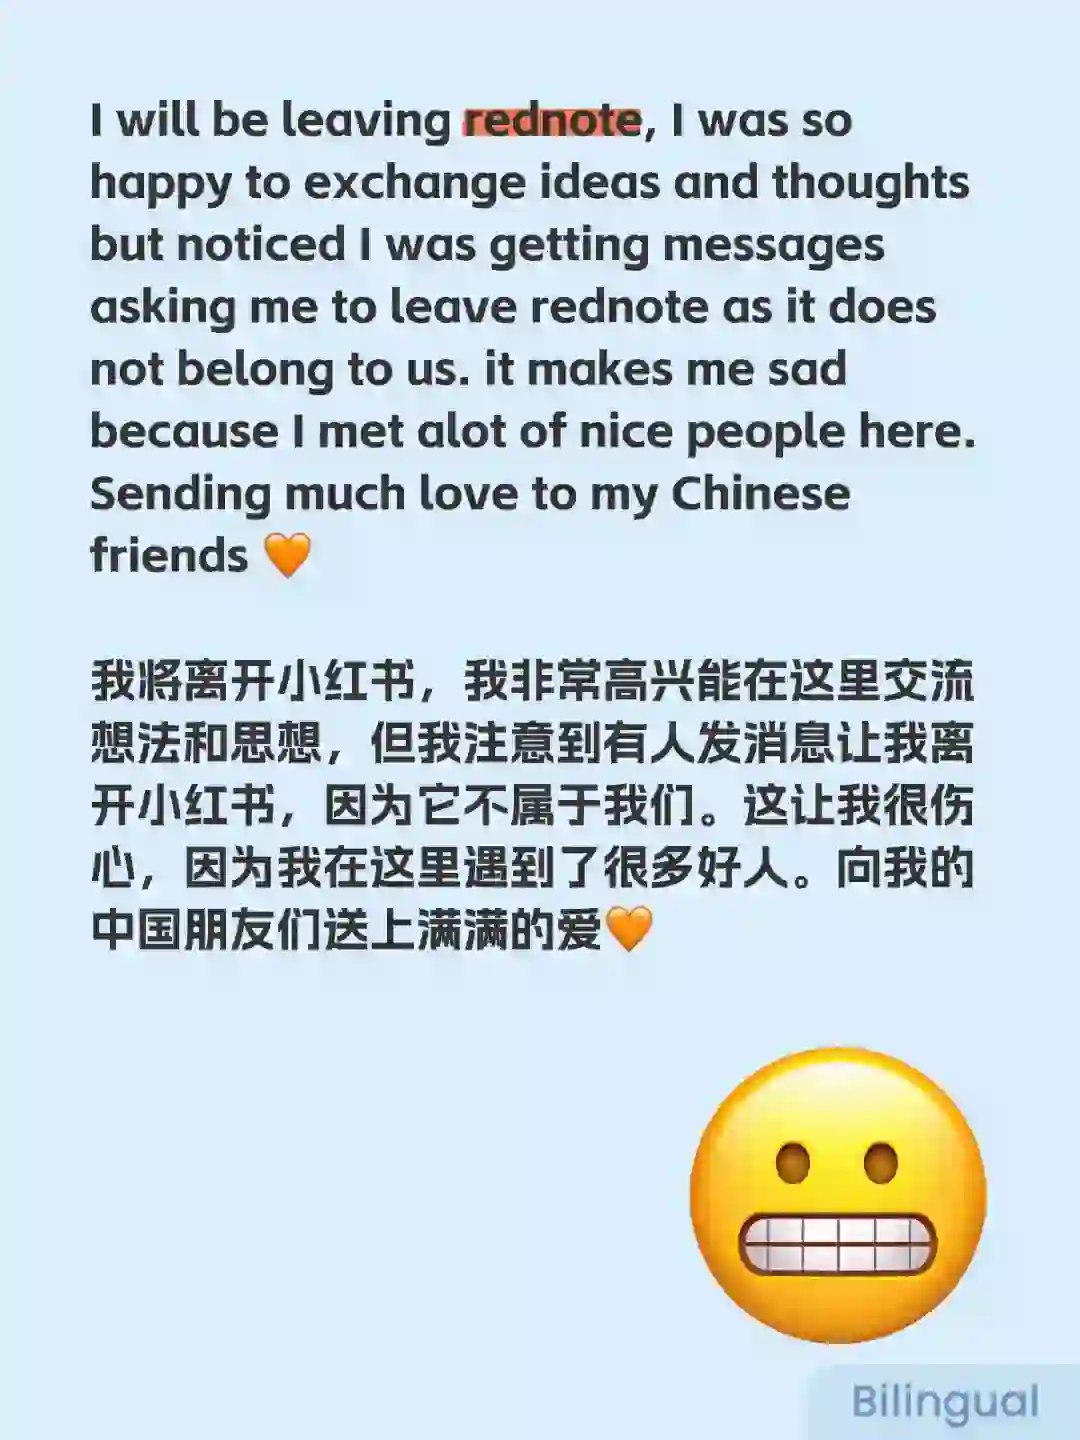 I will be leaving rednote, I was so
happy to exchange ideas and thoughts
but noticed I was getting messages
asking me to leave rednote as it does
not belong to us. it makes me sad
because I met alot of nice people here.
Sending much love to my Chinese
friends 🧡
我将离开小红书，我非常高兴能在这里交流
想法和思想，但我注意到有人发消息让我离
开小红书，因为它不属于我们。这让我很伤
心，因为我在这里遇到了很多好人。向我的
中国朋友们送上满满的爱🧡
Bilingual